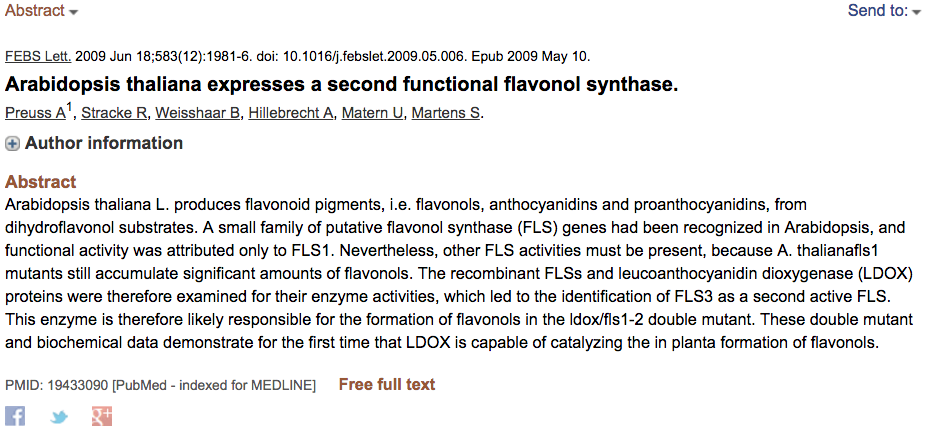 Abstract
Send to:
FEBS Lett. 2009 Jun 18;583(12):1981-6. doi: 10.1016/j.febslet.2009.05.006. Epub 2009 May 10.
Arabidopsis thaliana expresses a second functional flavonol synthase.
Preuss A1, Stracke R, Weisshaar B, Hillebrecht A, Matern U, Martens S.
Author information
Abstract
Arabidopsis thaliana L. produces flavonoid pigments, i.e. flavonols, anthocyanidins and proanthocyanidins, from
dihydroflavonol substrates. A small family of putative flavonol synthase (FLS) genes had been recognized in Arabidopsis, and
functional activity was attributed only to FLS1. Nevertheless, other FLS activities must be present, because A. thalianafls1
mutants still accumulate significant amounts of flavonols. The recombinant FLSs and leucoanthocyanidin dioxygenase (LDOX)
proteins were therefore examined for their enzyme activities, which led to the identification of FLS3 as a second active FLS.
This enzyme is therefore likely responsible for the formation of flavonols in the ldox/fls1-2 double mutant. These double mutant
and biochemical data demonstrate for the first time that LDOX is capable of catalyzing the in planta formation of flavonols.
PMID: 19433090 [PubMed - indexed for MEDLINE] Free full text
f g+